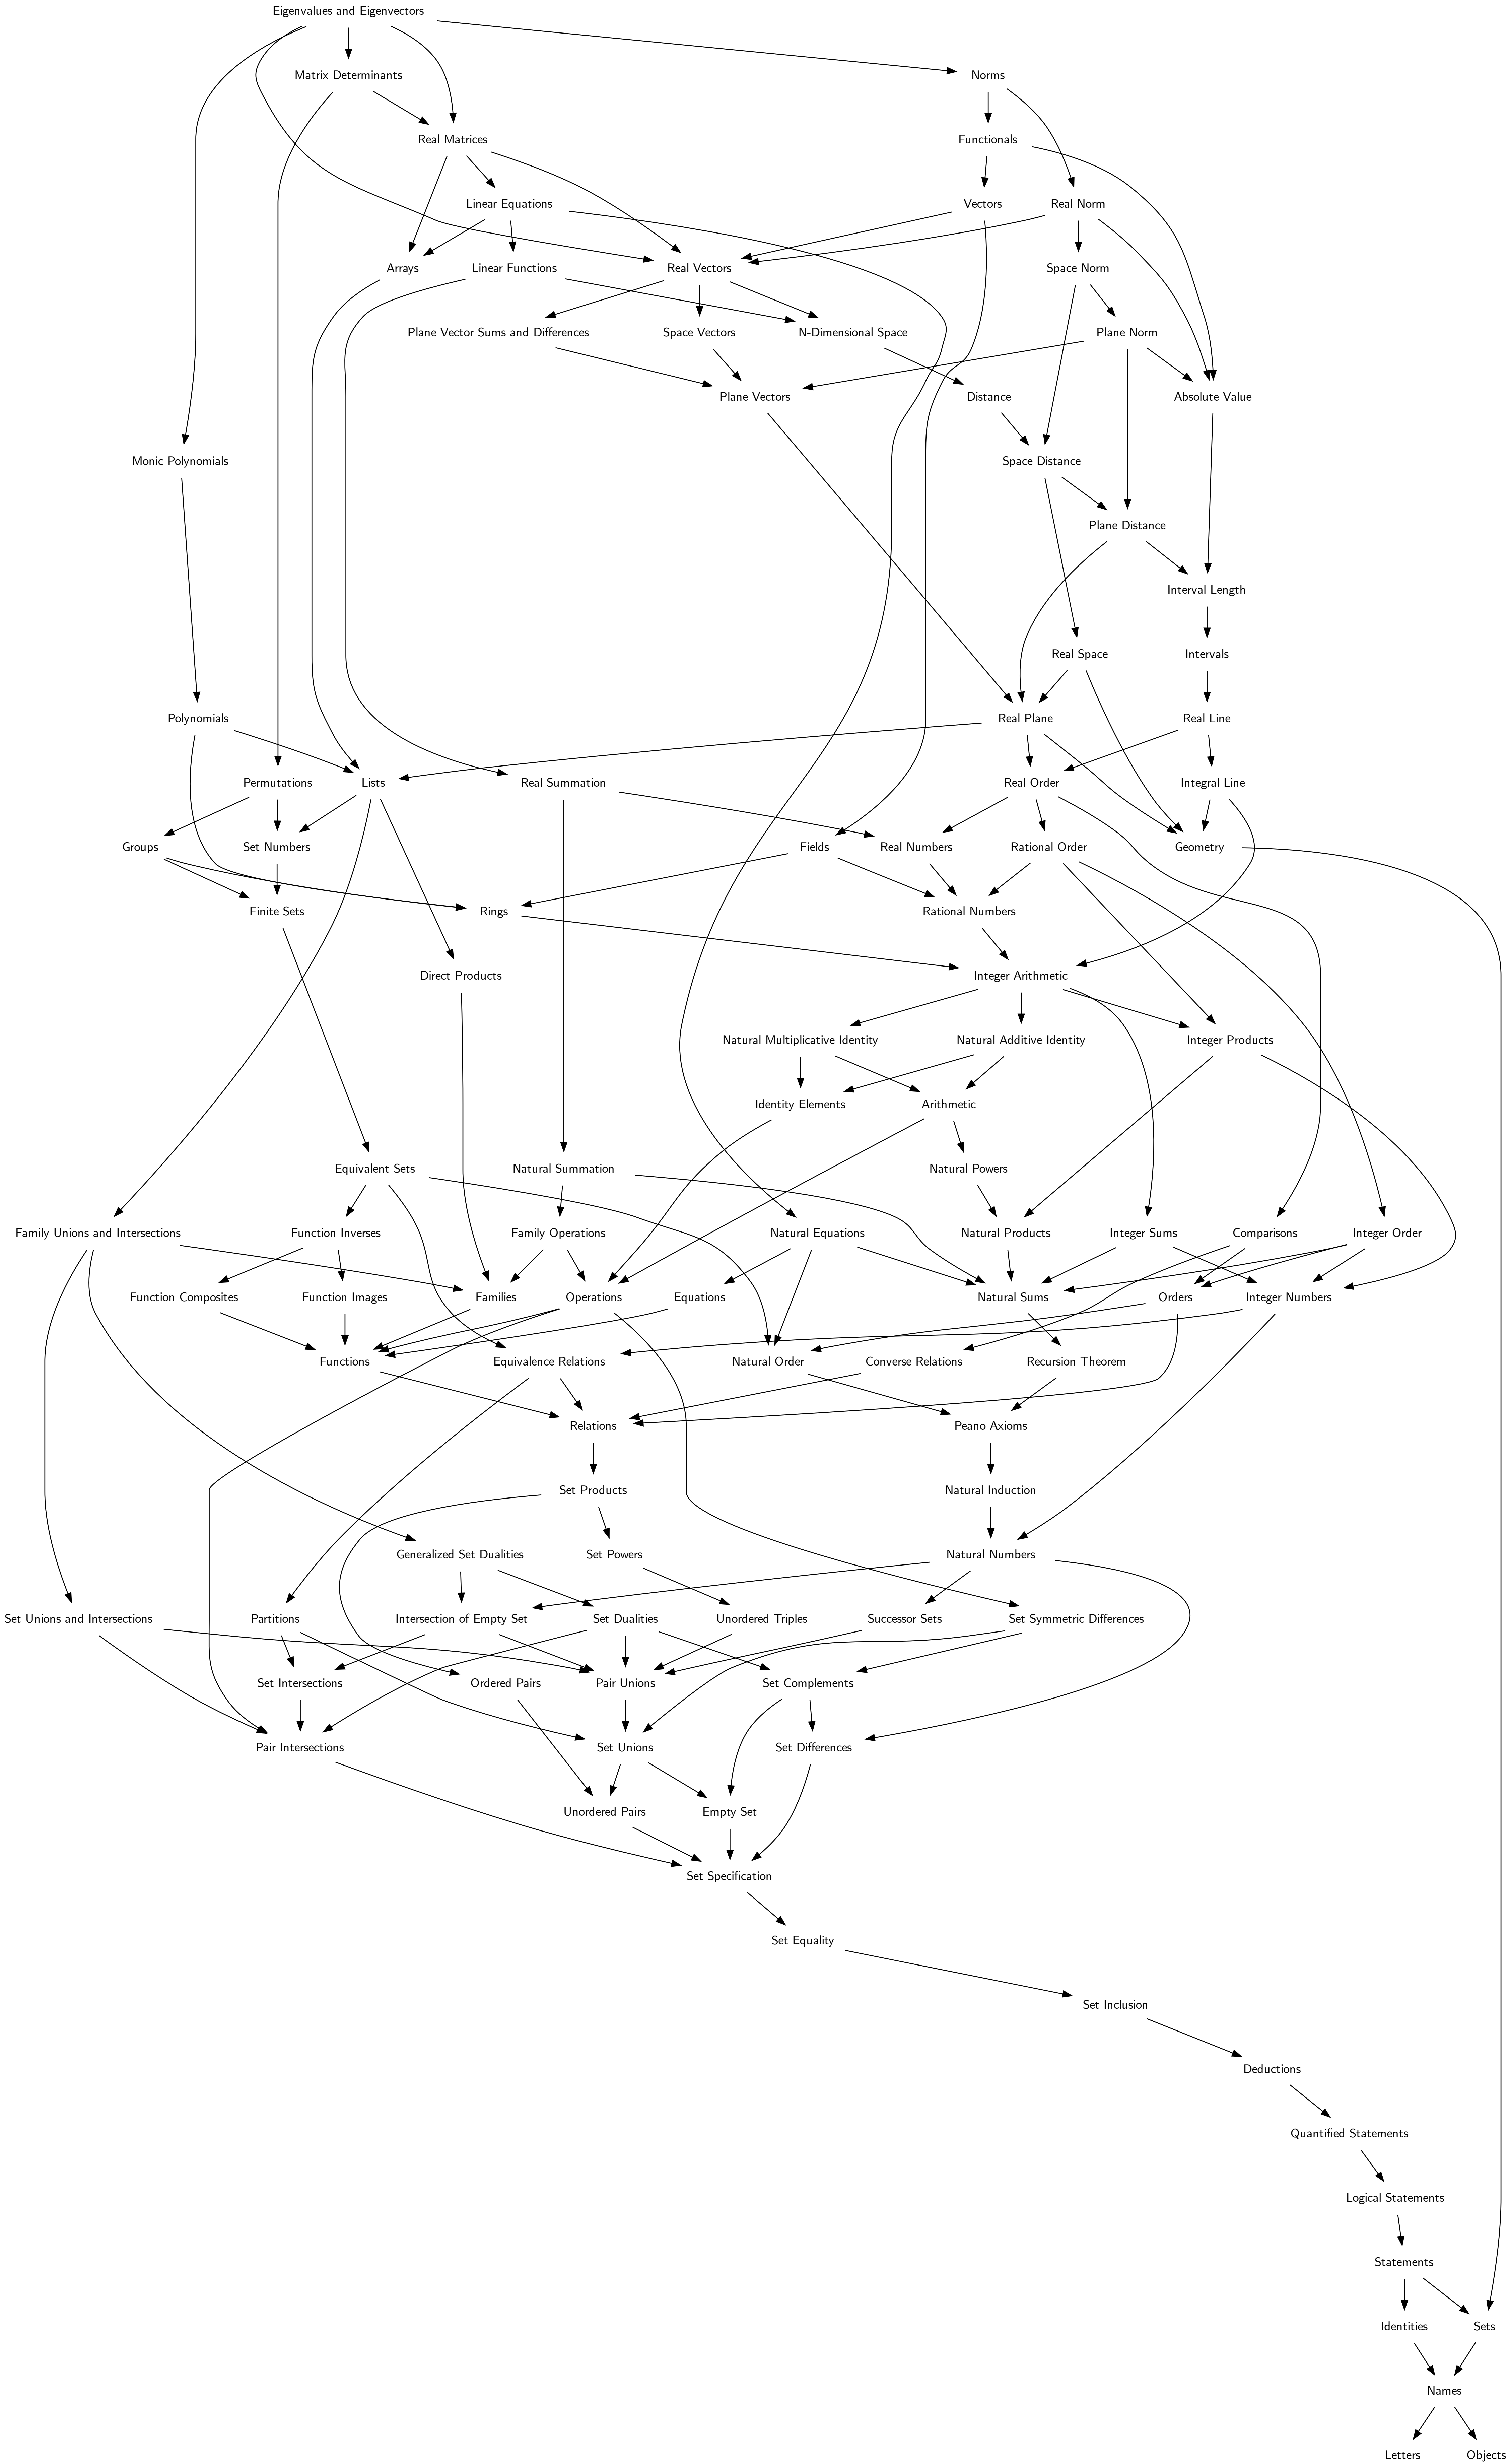 Eigenvalues and Eigenvectors
Matrix Determinants
Norms
Real Matrices
Functionals
Linear Equations
Vectors
Real Norm
Arrays
Linear Functions
Real Vectors
Space Norm
Plane Vector Sums and Differences
Space Vectors
N-Dimensional Space
Plane Norm
Plane Vectors
Distance
Absolute Value
Monic Polynomials
Space Distance
Plane Distance
Interval Length
Real Space
Intervals
Polynomials
Real Plane
Real Line
Permutations
Lists
Real Summation
Real Order
Integral Line
Groups
Set Numbers
Fields
Real Numbers
Rational Order
Geometry
Finite Sets
Rings
Rational Numbers
Direct Products
Integer Arithmetic
Natural Multiplicative Identity
Natural Additive Identity
Integer Products
Identity Elements
Arithmetic
Equivalent Sets
Natural Summation
Natural Powers
Family Unions and Intersections
Function Inverses
Family Operations
Natural Equations
Natural Products
Integer Sums
Comparisons
Integer Order
Function Composites
Function Images
Families
Operations
Equations
Natural Sums
Orders
Integer Numbers
Functions
Equivalence Relations
Natural Order
Converse Relations
Recursion Theorem
Relations
Peano Axioms
Set Products
Natural Induction
Generalized Set Dualities
Set Powers
Natural Numbers
Set Unions and Intersections
Partitions
Intersection of Empty Set
Set Dualities
Unordered Triples
Successor Sets
Set Symmetric Differences
Set Intersections
Ordered Pairs
Pair Unions
Set Complements
Pair Intersections
Set Unions
Set Differences
Unordered Pairs
Empty Set
Set Specification
Set Equality
Set Inclusion
Deductions
Quantified Statements
Logical Statements
Statements
Identities
Sets
Names
Letters
Objects